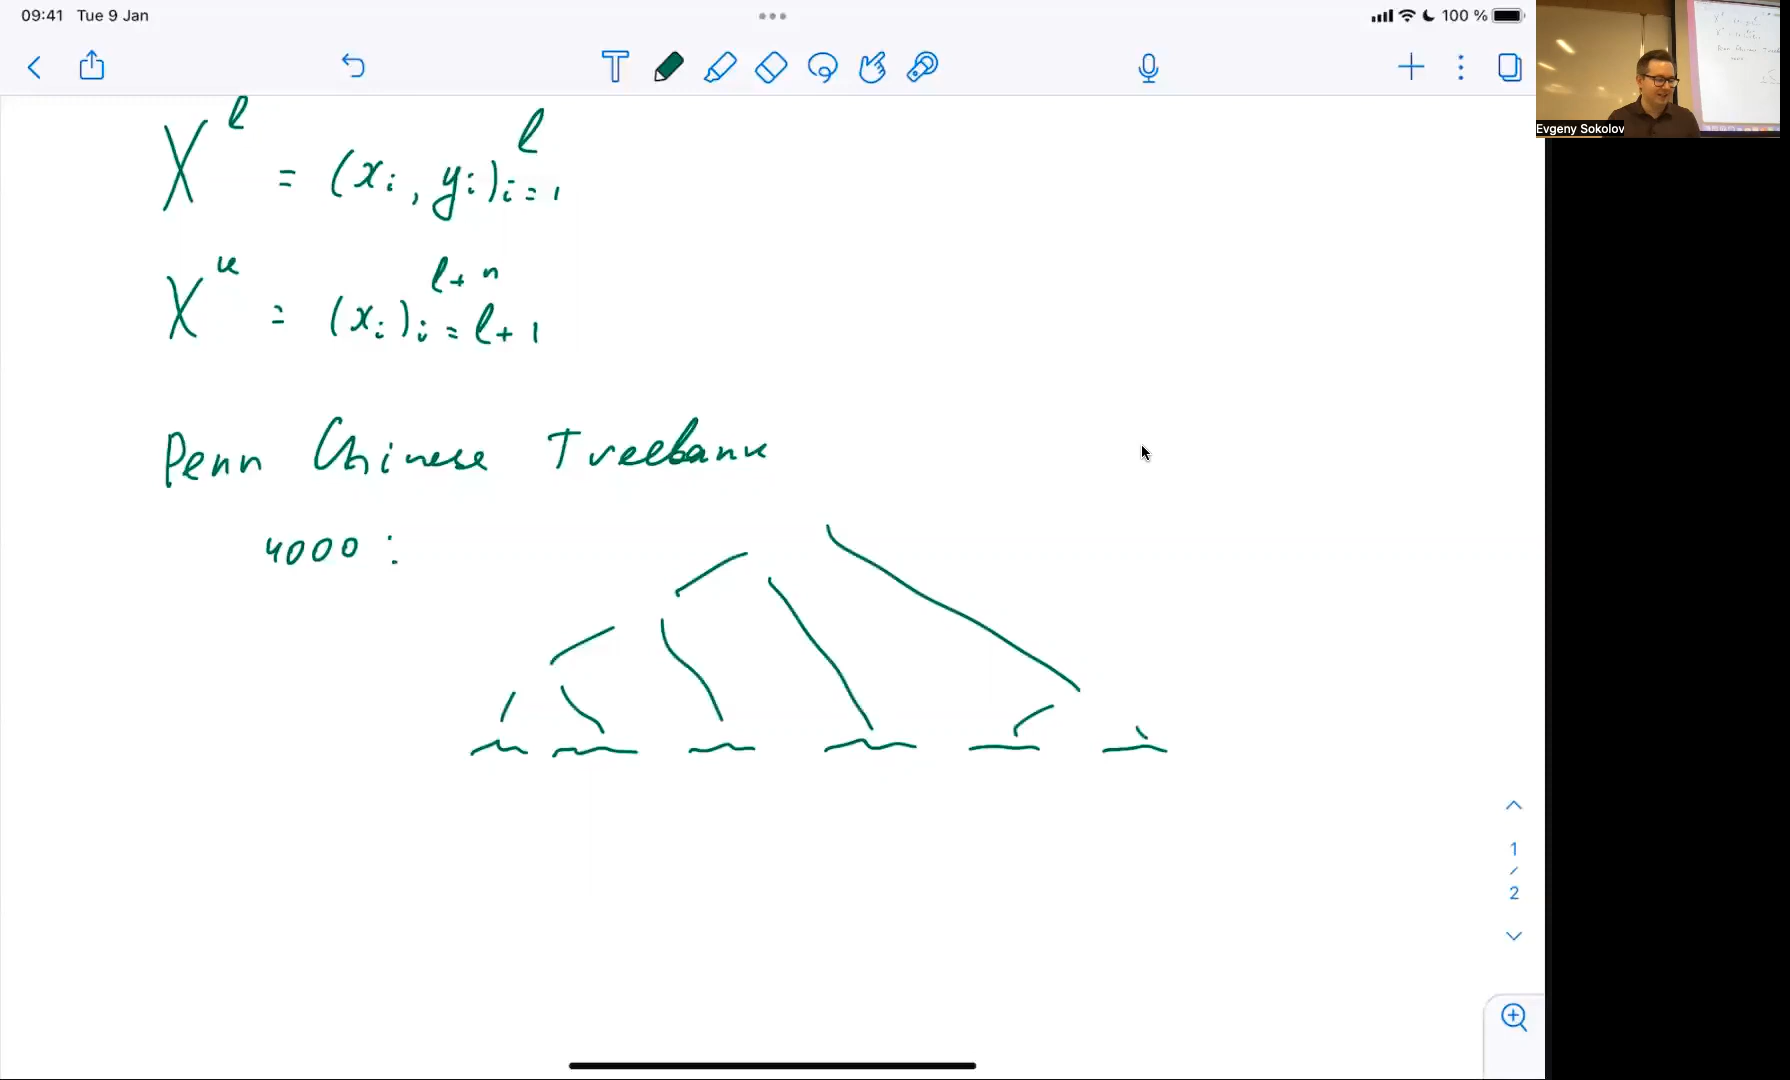 09:41 Tue 9 Jan
100 %
X^l = (x_i, y_i)_{i=1}^l
X^u = (x_i)_{i=l+1}^{l+n}
Penn Chinese Treebank
4000 :
Evgeny Sokolov
1
/
2